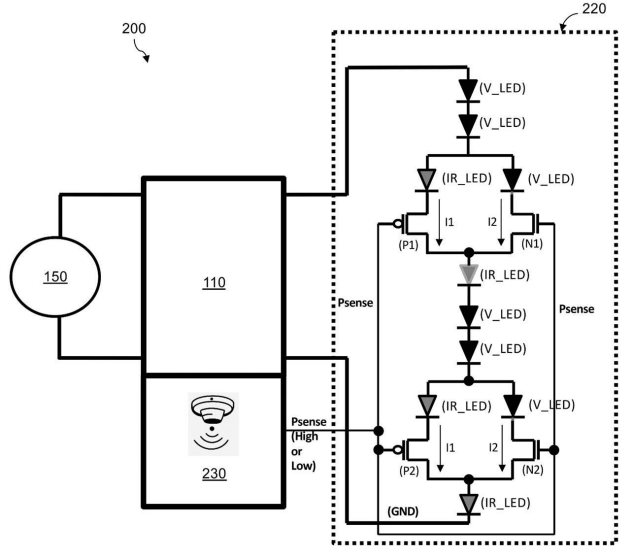 200
220
(V_LED)
(V_LED)
(IR_LED)
(V_LED)
I1
I2
(P1)
(N1)
150
110
(IR_LED)
Psense
Psense
(V_LED)
(V_LED)
(IR_LED)
(V_LED)
Psense
(High
or
Low)
I1
I2
230
(P2)
(N2)
(IR_LED)
(GND)